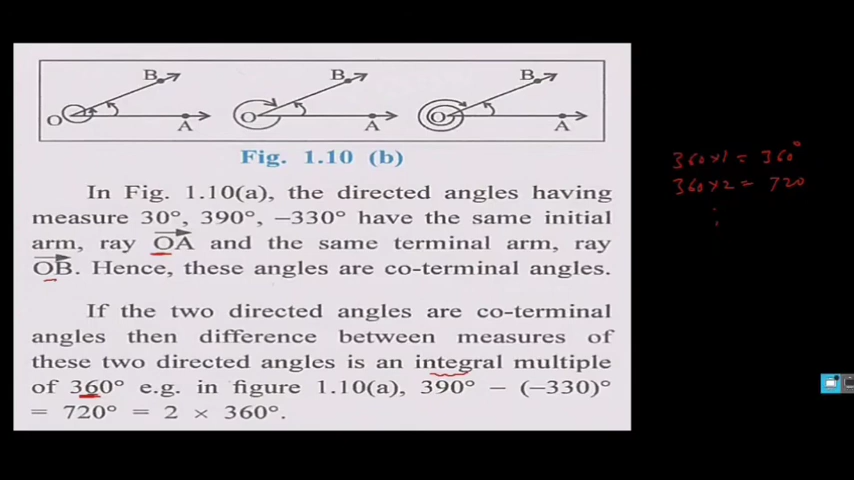 B B B
O O O
A A A
Fig. 1.10 (b)
In Fig. 1.10(a), the directed angles having
measure 30°, 390°, −330° have the same initial
arm, ray OA and the same terminal arm, ray
OB. Hence, these angles are co-terminal angles.
If the two directed angles are co-terminal
angles then difference between measures of
these two directed angles is an integral multiple
of 360° e.g. in figure 1.10(a), 390° − (−330)°
= 720° = 2 × 360°.
360×1 = 360°
360×2 = 720